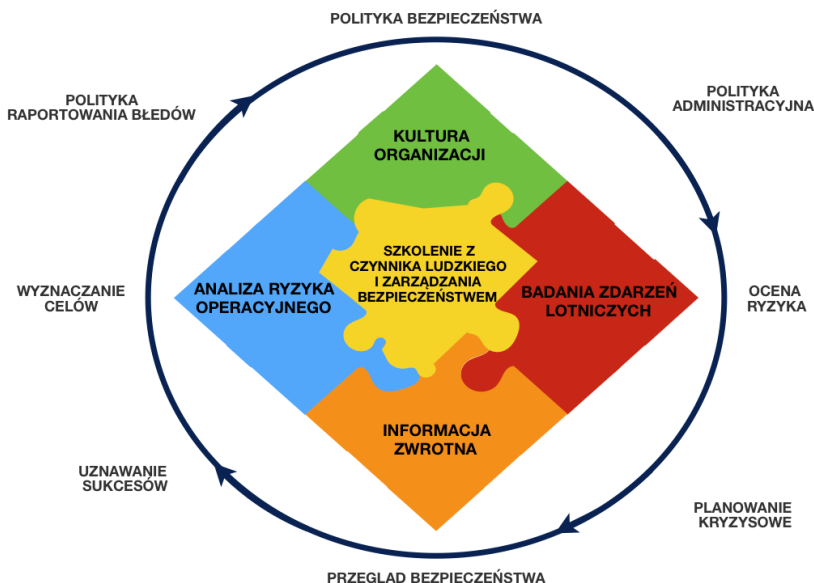 POLITYKA BEZPIECZEŃSTWA
POLITYKA
RAPORTOWANIA BŁEDÓW
POLITYKA
ADMINISTRACYJNA
KULTURA
ORGANIZACJI
SZKOLENIE Z
CZYNNIKA LUDZKIEGO
I ZARZĄDZANIA
BEZPIECZEŃSTWEM
WYZNACZANIE
CELÓW
ANALIZA RYZYKA
OPERACYJNEGO
BADANIA ZDARZEŃ
LOTNICZYCH
OCENA
RYZYKA
INFORMACJA
ZWROTNA
UZNAWANIE
SUKCESÓW
PLANOWANIE
KRYZYSOWE
PRZEGLAD BEZPIECZEŃSTWA